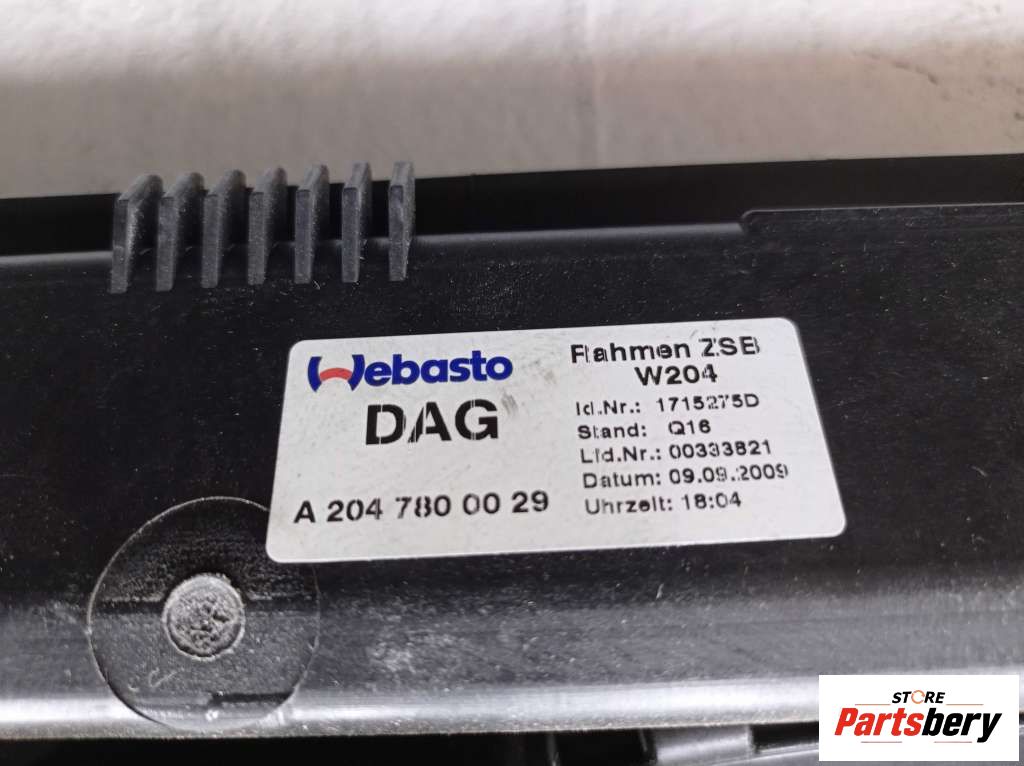 Webasto
DAG
A 204 780 00 29
Rahmen ZSB
W204
Id.Nr.: 1715275D
Stand: Q16
Lfd.Nr.: 00333821
Datum: 09.09.2009
Uhrzeit: 18:04
STORE
Partsbery